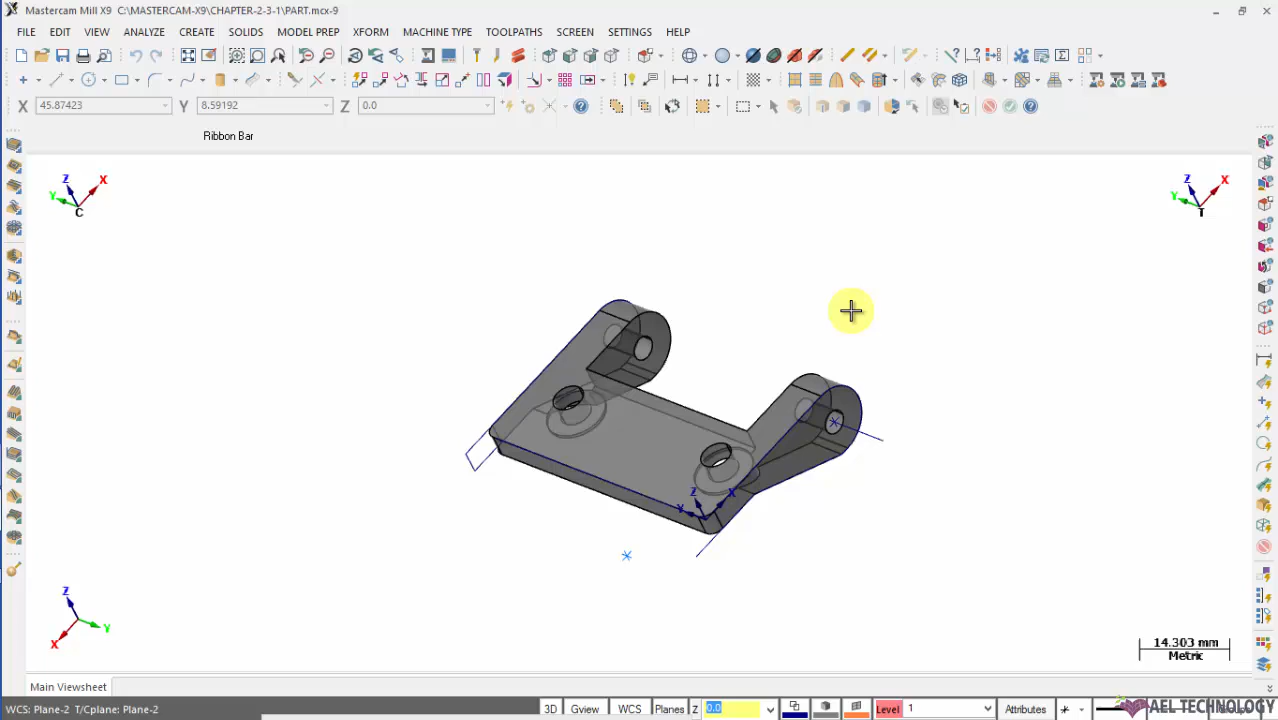 Mastercam Mill X9 C:\MASTERCAM-X9\CHAPTER-2-3-1\PART.mcx-9
FILE EDIT VIEW ANALYZE CREATE SOLIDS MODEL PREP XFORM MACHINE TYPE TOOLPATHS SCREEN SETTINGS HELP
X 45.87423 Y 8.59192 Z 0.0
Ribbon Bar
Z X Y C
Z X Y T
Z X Y
Z Y X
14.303 mm
Metric
Main Viewsheet
WCS: Plane-2 T/Cplane: Plane-2 3D Gview WCS Planes Z 0.0 Level 1 Attributes
AEL TECHNOLOGY